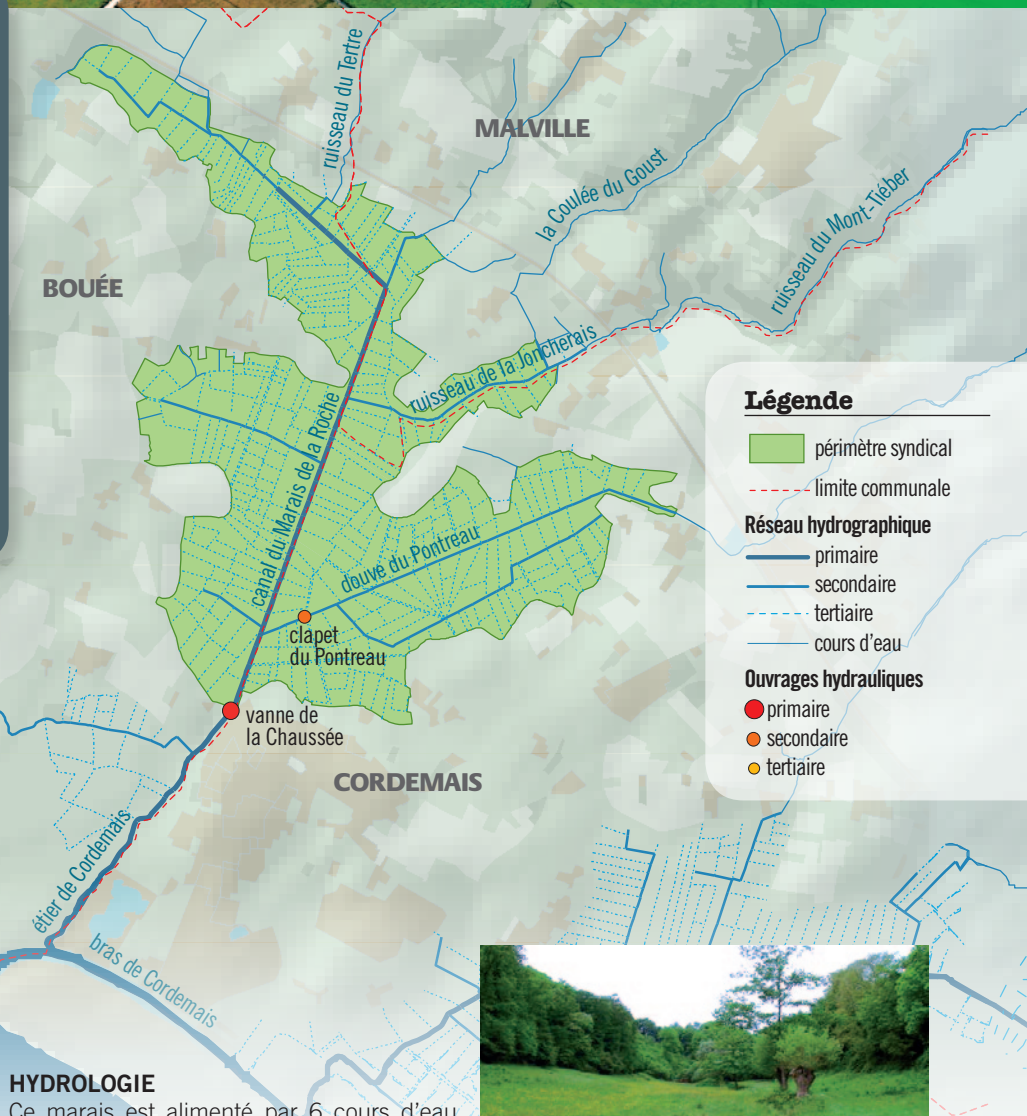 ruisseau du Tertre
MALVILLE
la Coulée du Goust
ruisseau du Mont-Tiéber
BOUÉE
ruisseau de la Joncherais
canal du Marais de la Roche
douve du Pontreau
clapet
du Pontreau
vanne de
la Chaussée
CORDEMAIS
étier de Cordemais
bras de Cordemais
Légende
périmètre syndical
limite communale
Réseau hydrographique
primaire
secondaire
tertiaire
cours d'eau
Ouvrages hydrauliques
primaire
secondaire
tertiaire
HYDROLOGIE
Ce marais est alimenté par 6 cours d'eau